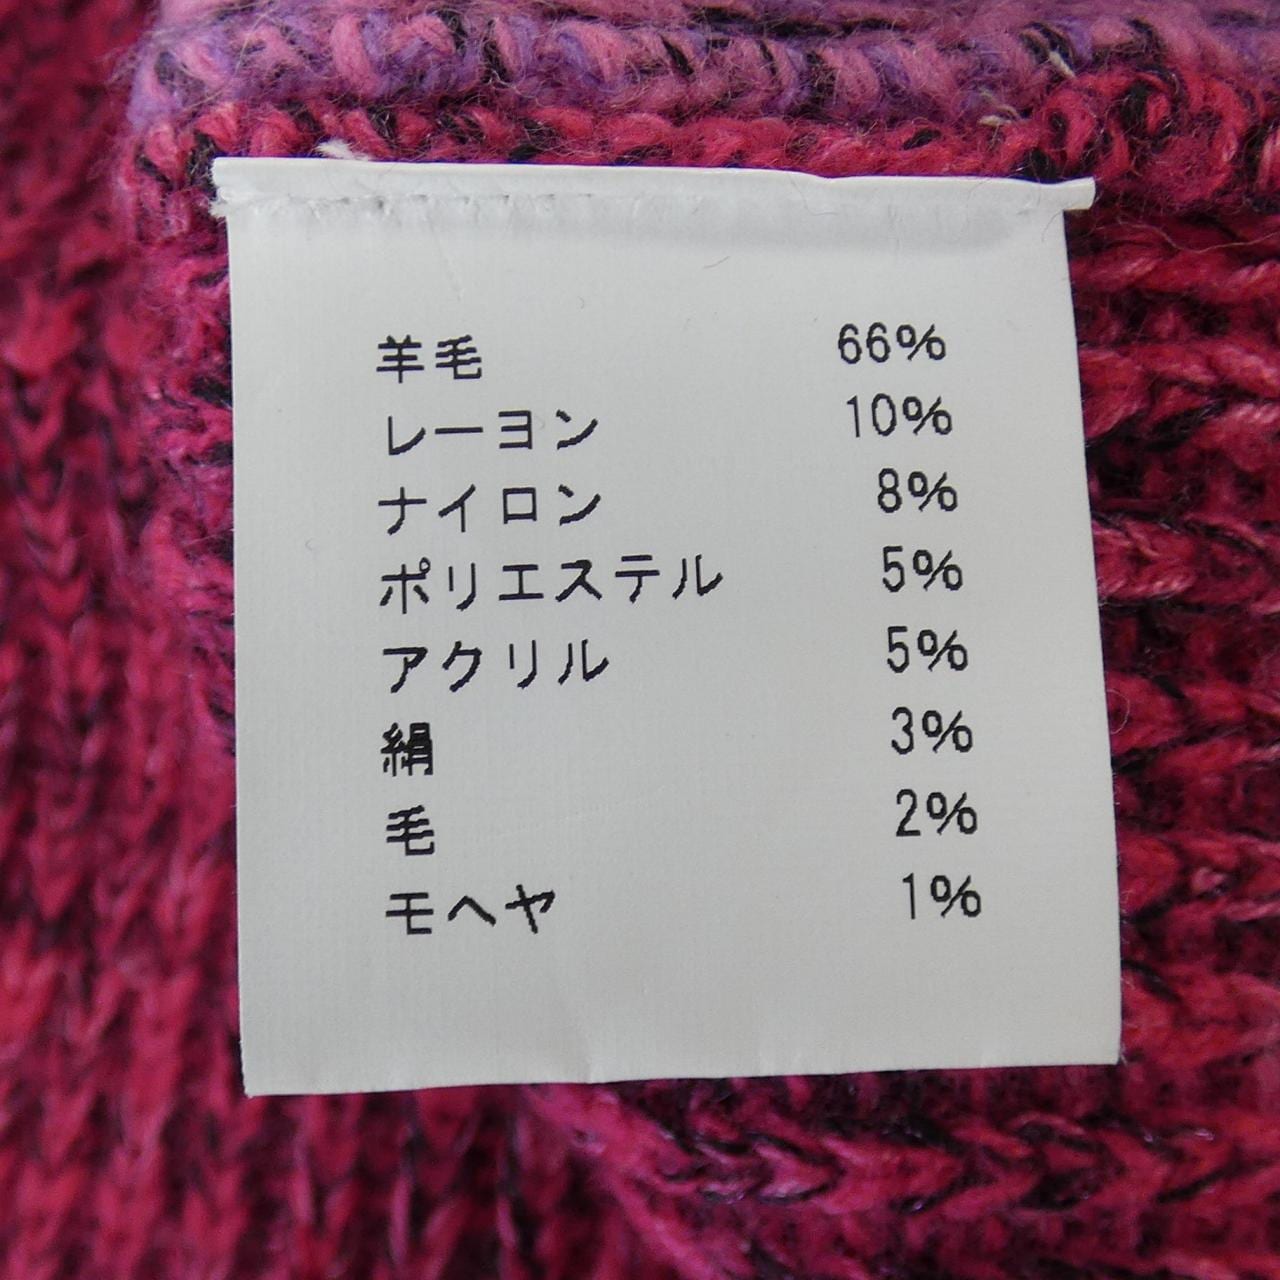 羊毛 66%
レーヨン 10%
ナイロン 8%
ポリエステル 5%
アクリル 5%
絹 3%
毛 2%
モヘヤ 1%